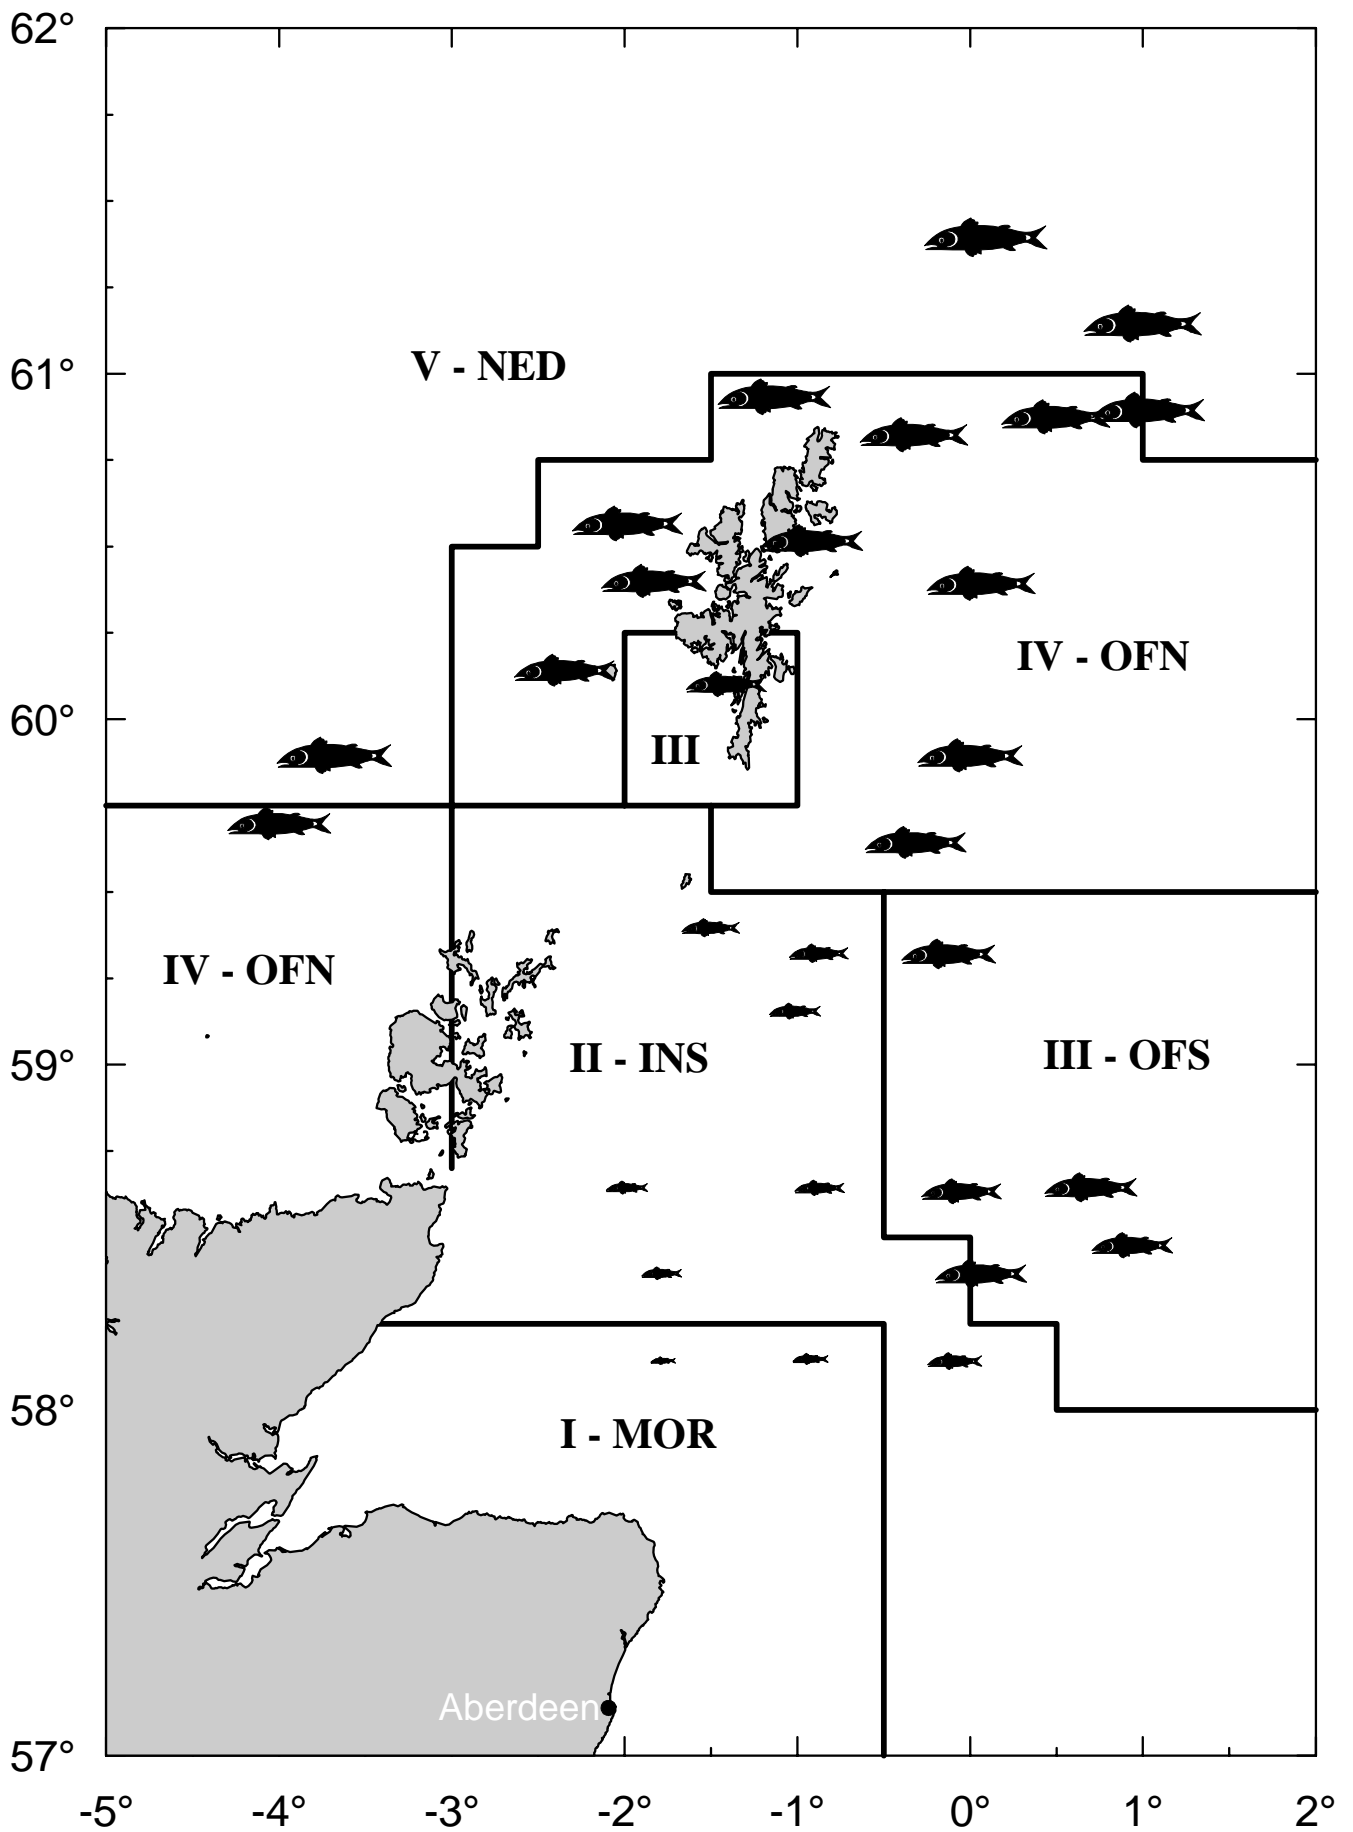 62°
61°
V - NED
IV - OFN
60°
III
IV - OFN
59°
II - INS
III - OFS
58°
I - MOR
Aberdeen
57°
-5° -4° -3° -2° -1° 0° 1° 2°